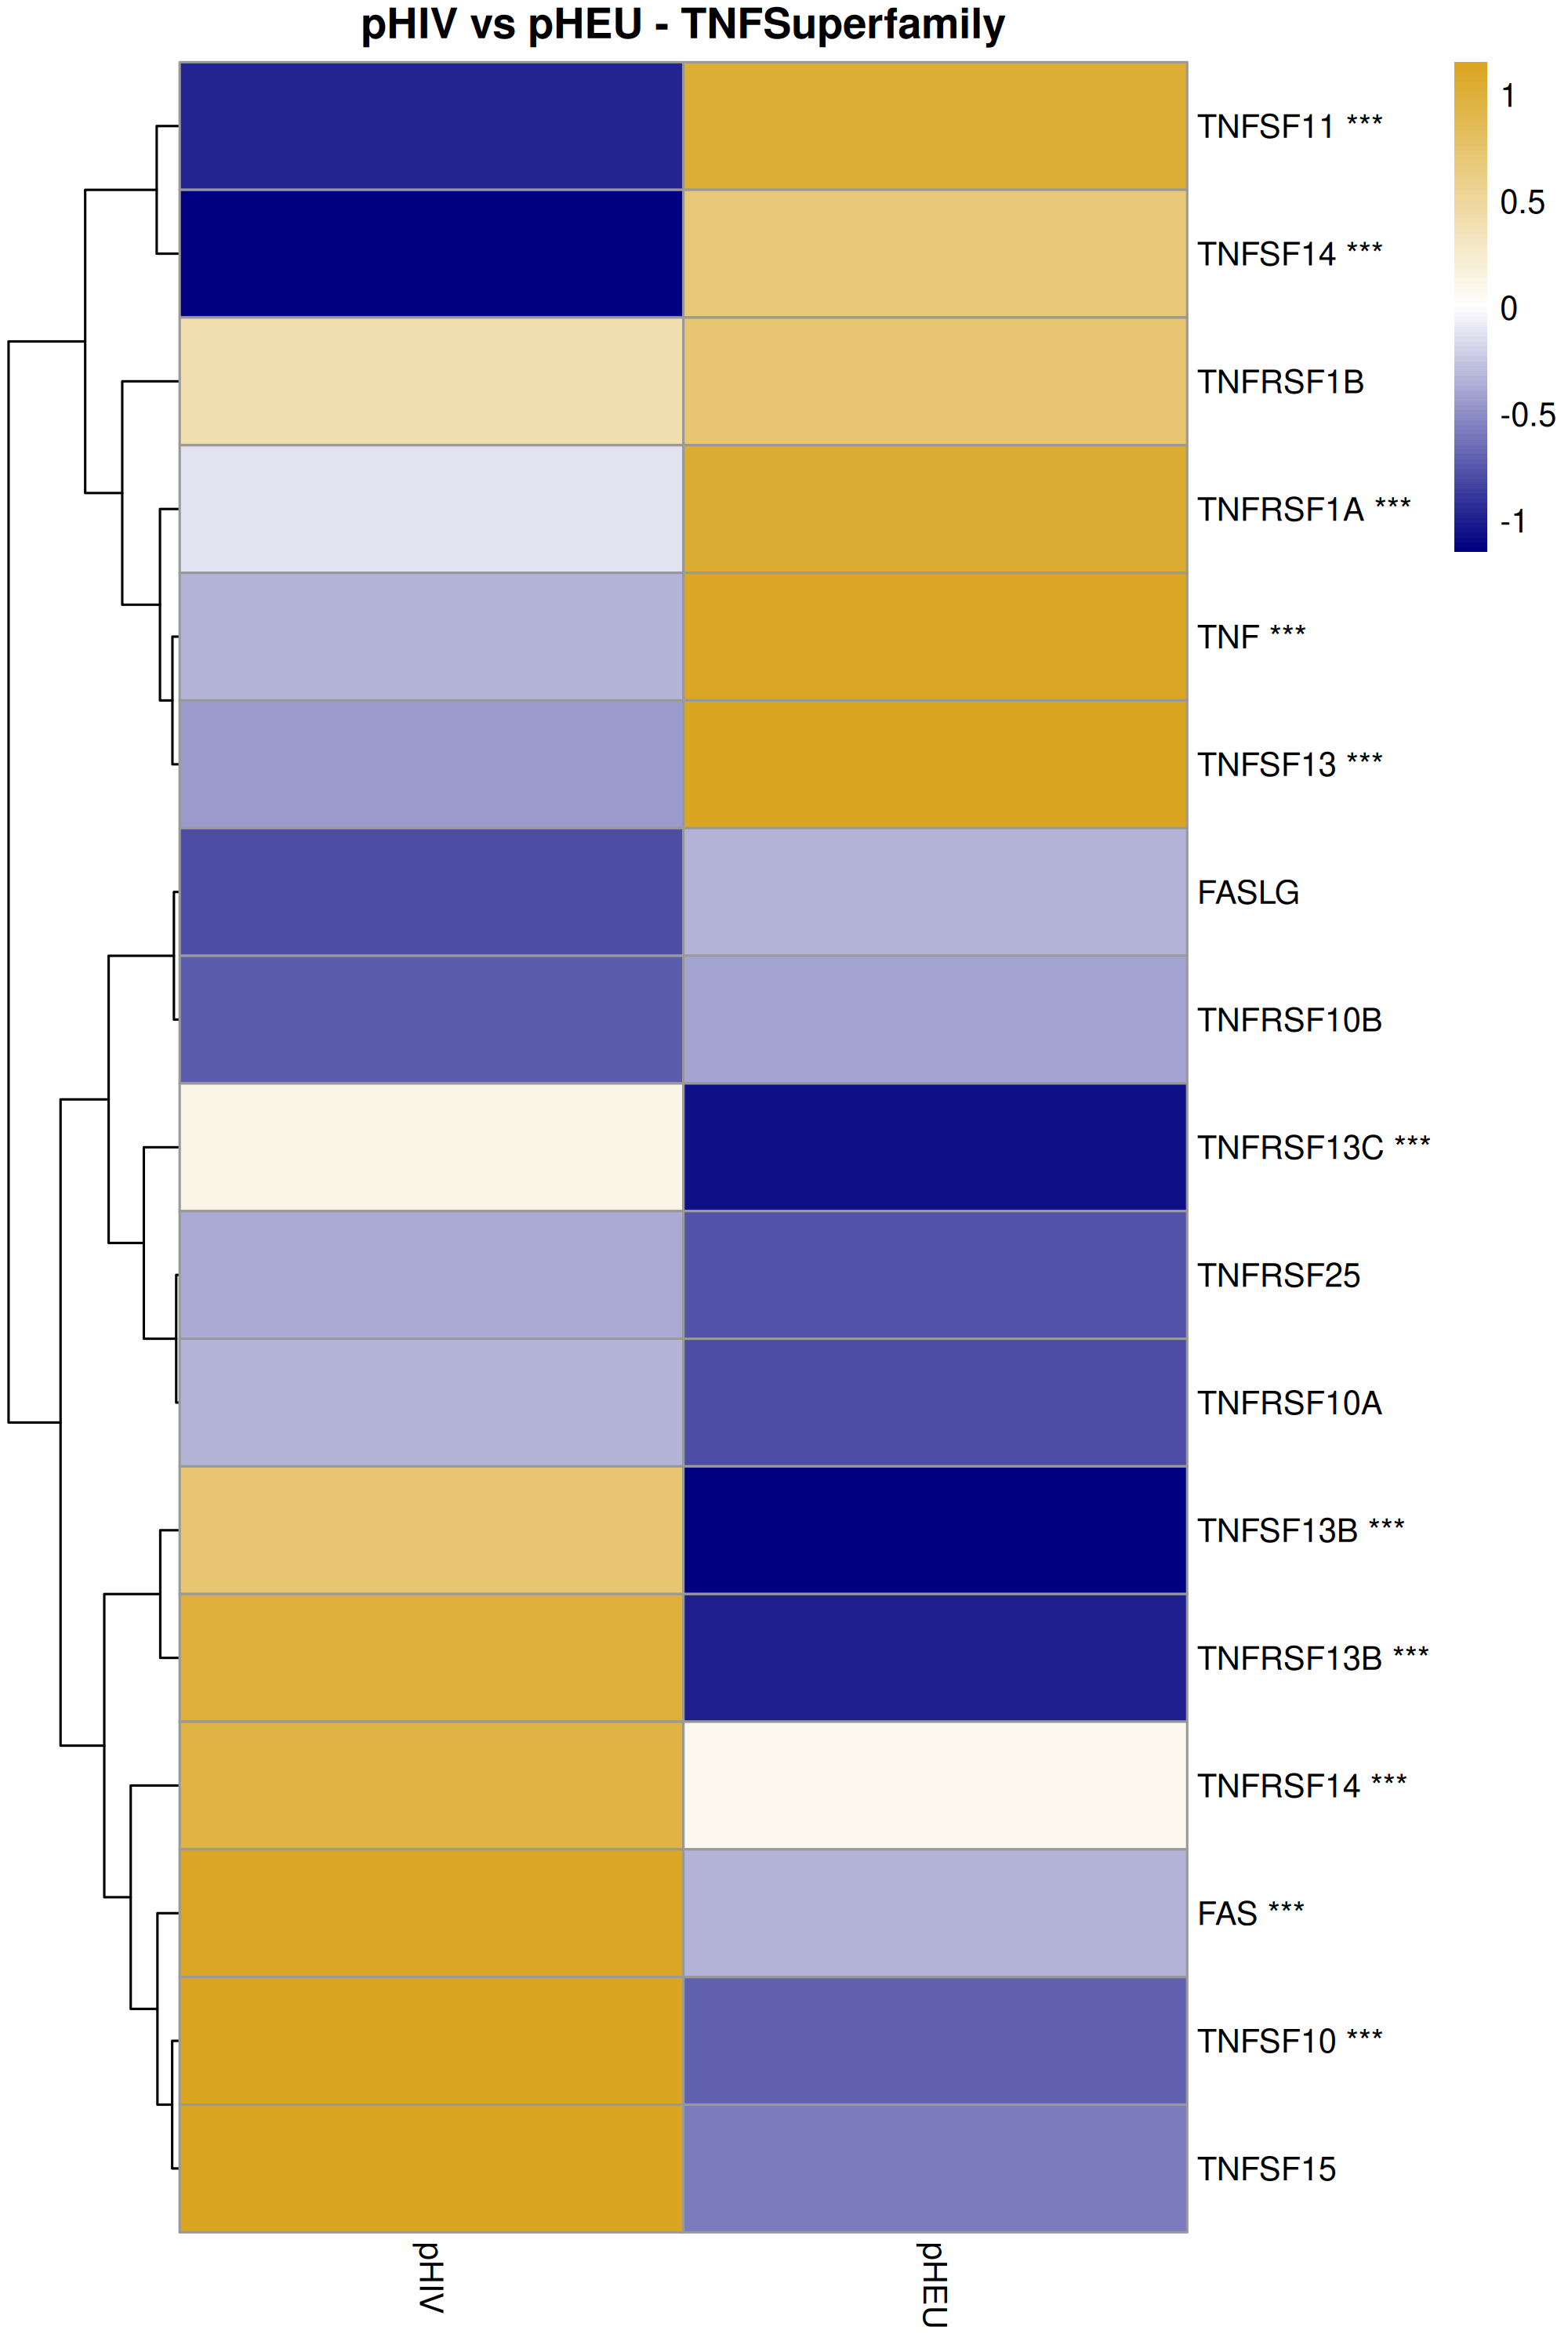 pHIV vs pHEU - TNFSuperfamily
1
0.5
0
-0.5
-1
TNFSF11 ***
TNFSF14 ***
TNFRSF1B
TNFRSF1A ***
TNF ***
TNFSF13 ***
FASLG
TNFRSF10B
TNFRSF13C ***
TNFRSF25
TNFRSF10A
TNFSF13B ***
TNFRSF13B ***
TNFRSF14 ***
FAS ***
TNFSF10 ***
TNFSF15
pHIV
pHEU